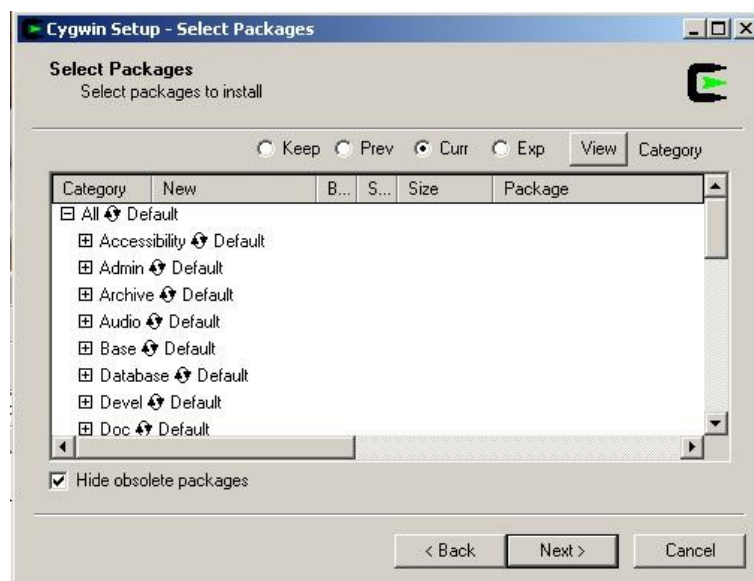 Cygwin Setup - Select Packages
Select Packages
Select packages to install
Keep Prev Curr Exp View Category
Category New B... S... Size Package
All Default
Accessibility Default
Admin Default
Archive Default
Audio Default
Base Default
Database Default
Devel Default
Doc Default
Hide obsolete packages
< Back Next > Cancel